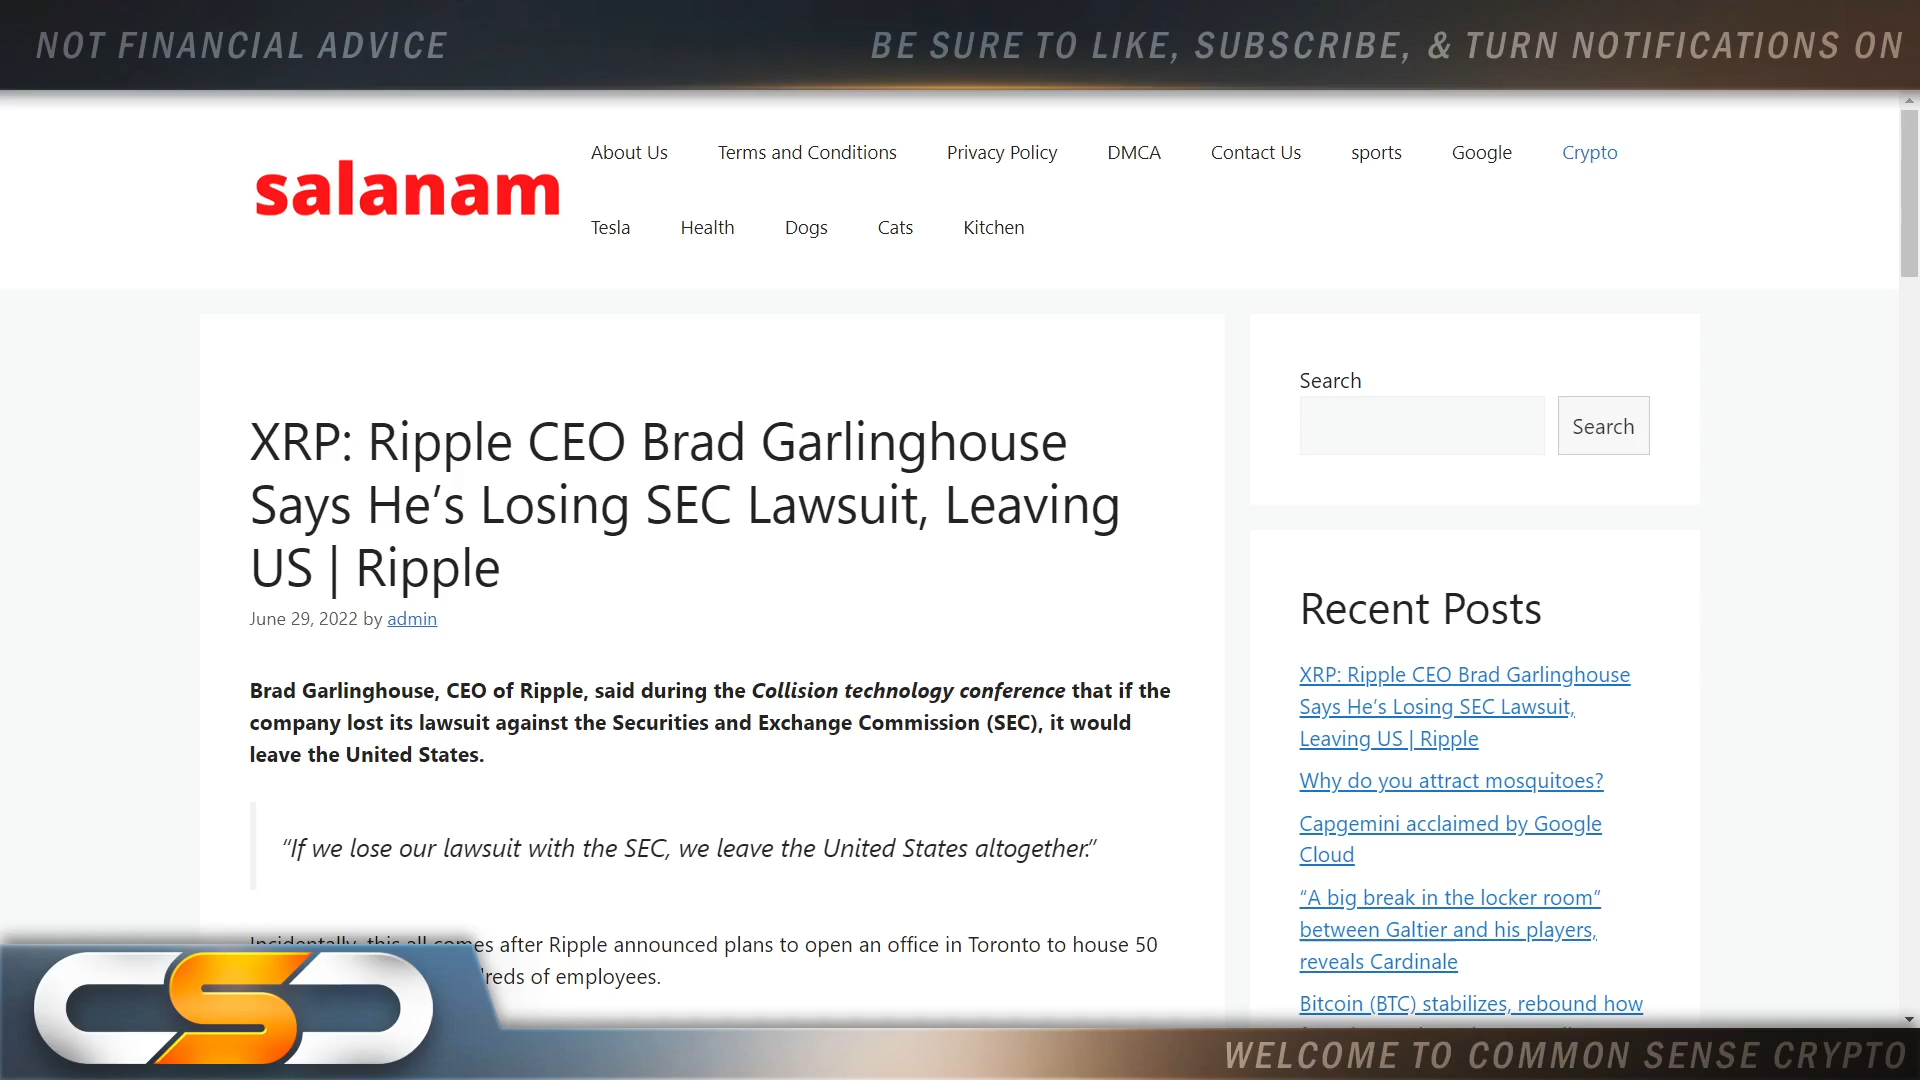 NOT FINANCIAL ADVICE
BE SURE TO LIKE, SUBSCRIBE, & TURN NOTIFICATIONS ON
salanam
About Us
Terms and Conditions
Privacy Policy
DMCA
Contact Us
sports
Google
Crypto
Tesla
Health
Dogs
Cats
Kitchen
XRP: Ripple CEO Brad Garlinghouse
Says He’s Losing SEC Lawsuit, Leaving
US | Ripple
June 29, 2022 by admin
Brad Garlinghouse, CEO of Ripple, said during the Collision technology conference that if the
company lost its lawsuit against the Securities and Exchange Commission (SEC), it would
leave the United States.
“If we lose our lawsuit with the SEC, we leave the United States altogether.”
Incidentally, this all comes after Ripple announced plans to open an office in Toronto to house 50
of employees.
Search
Search
Recent Posts
XRP: Ripple CEO Brad Garlinghouse
Says He’s Losing SEC Lawsuit,
Leaving US | Ripple
Why do you attract mosquitoes?
Capgemini acclaimed by Google
Cloud
“A big break in the locker room”
between Galtier and his players,
reveals Cardinale
Bitcoin (BTC) stabilizes, rebound how
CSC
WELCOME TO COMMON SENSE CRYPTO